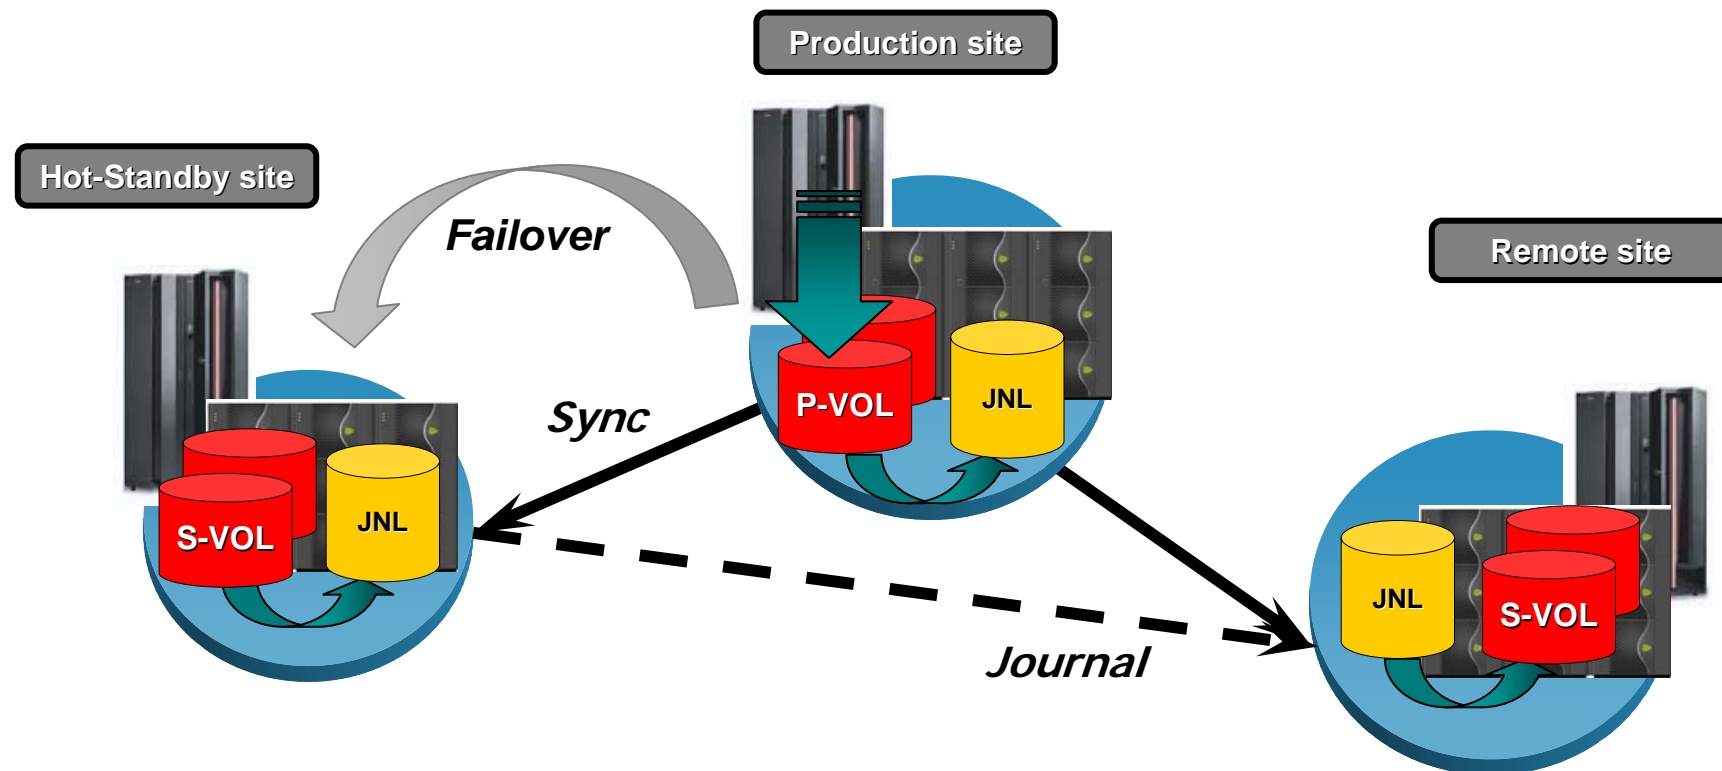 Production site
Hot-Standby site
Failover
Remote site
Sync
P-VOL
JNL
S-VOL
JNL
JNL
S-VOL
Journal